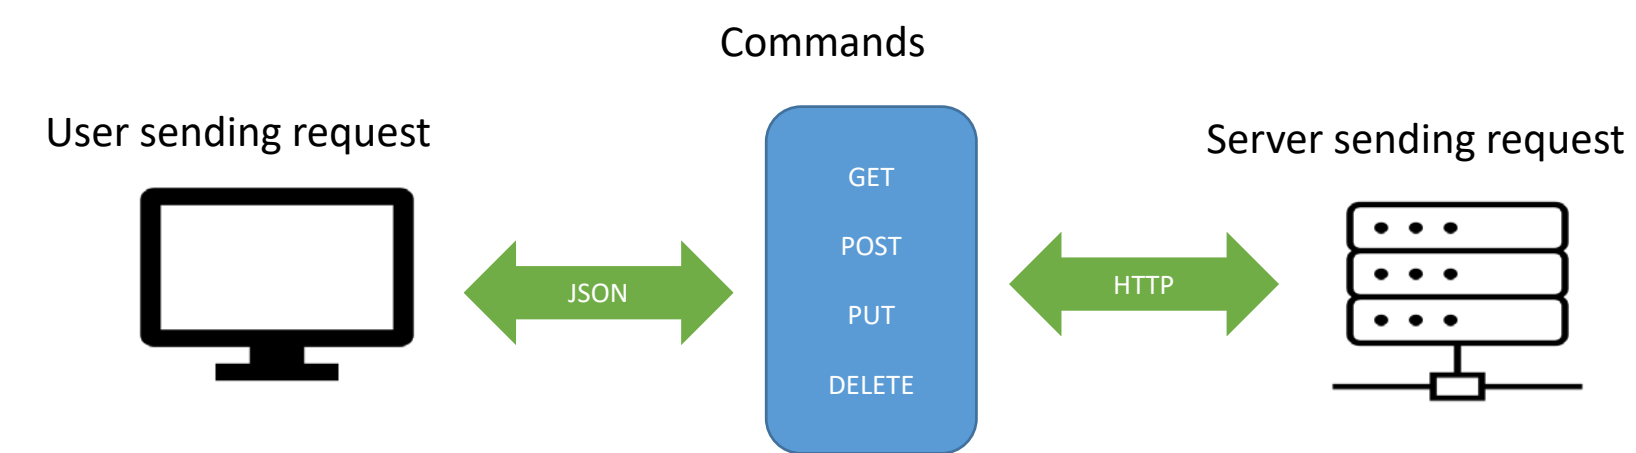 Commands
User sending request
Server sending request
GET
POST
PUT
DELETE
JSON
HTTP